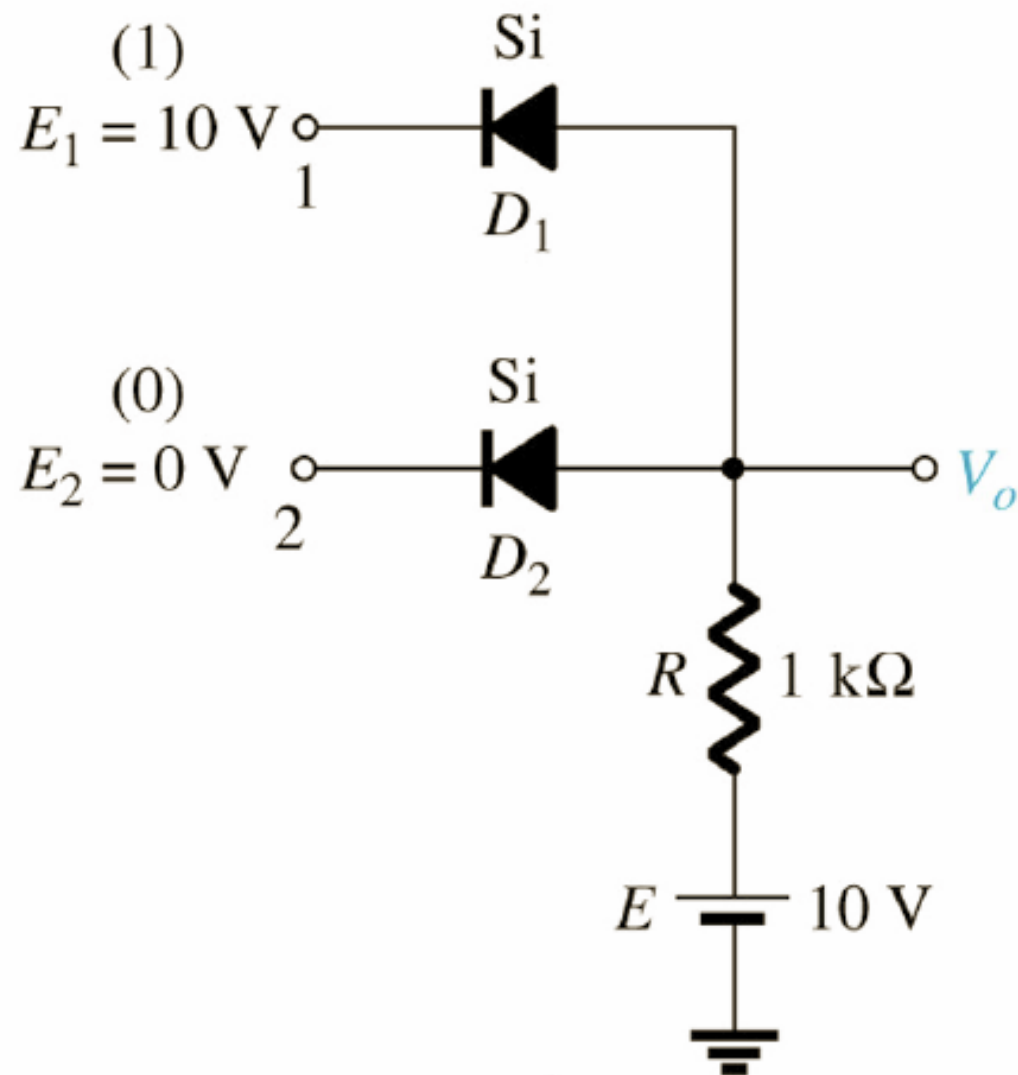 (1)
Si
E₁ = 10 V
1
D₁
(0)
Si
E₂ = 0 V
2
D₂
Vₒ
R 1 kΩ
E 10 V